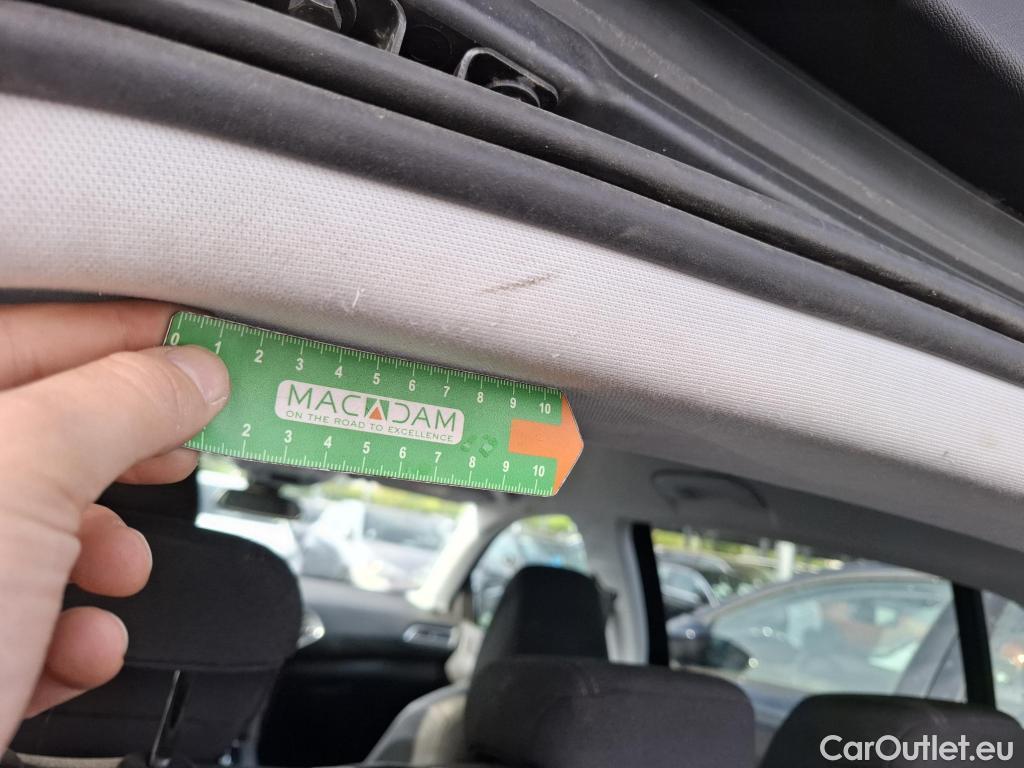 0 1 2 3 4 5 6 7 8 9 10
MACADAM
ON THE ROAD TO EXCELLENCE
2 3 4 5 6 7 8 9 10
CarOutlet.eu